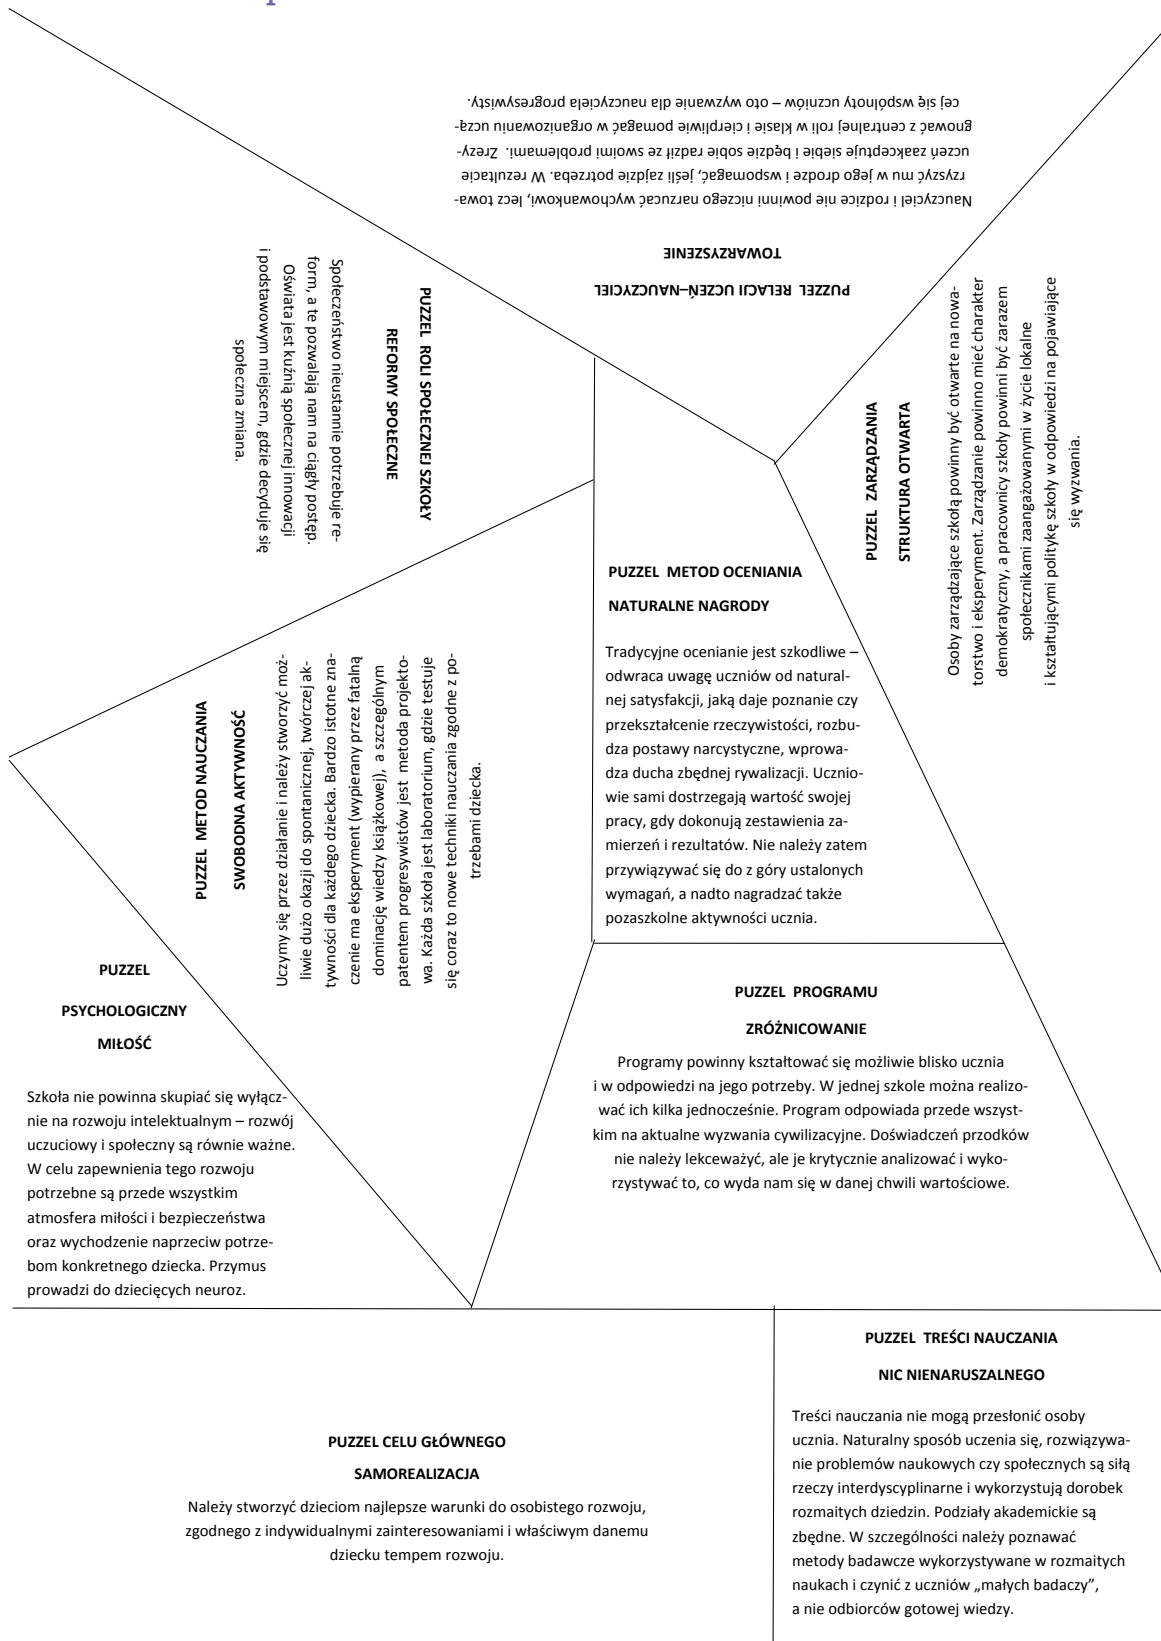 PUZZEL RELACJI UCZEŃ–NAUCZYCIEL
TOWARZYSZENIE
Nauczyciel i rodzice nie powinni niczego narzucać wychowankowi, lecz towa-
rzyszyć mu w jego drodze i wspomagać, jeśli zajdzie potrzeba. W rezultacie
uczeń zaakceptuje siebie i będzie sobie radził ze swoimi problemami. Zrezy-
gnować z centralnej roli w klasie i cierpliwie pomagać w organizowaniu uczą-
cej się wspólnoty uczniów – oto wyzwanie dla nauczyciela progresywisty.
PUZZEL ROLI SPOŁECZNEJ SZKOŁY
REFORMY SPOŁECZNE
Społeczeństwo nieustannie potrzebuje re-
form, a te pozwalają nam na ciągły postęp.
Oświata jest kuźnią społecznej innowacji
i podstawowym miejscem, gdzie decyduje się
społeczna zmiana.
PUZZEL ZARZĄDZANIA
STRUKTURA OTWARTA
Osoby zarządzające szkołą powinny być otwarte na nowa-
torstwo i eksperyment. Zarządzanie powinno mieć charakter
demokratyczny, a pracownicy szkoły powinni być zarazem
społecznikami zaangażowanymi w życie lokalne
i kształtującymi politykę szkoły w odpowiedzi na pojawiające
się wyzwania.
PUZZEL METOD OCENIANIA
NATURALNE NAGRODY
Tradycyjne ocenianie jest szkodliwe –
odwraca uwagę uczniów od natural-
nej satysfakcji, jaką daje poznanie czy
przekształcenie rzeczywistości, rozbu-
dza postawy narcystyczne, wprowa-
dza ducha zbędnej rywalizacji. Ucznio-
wie sami dostrzegają wartość swojej
pracy, gdy dokonują zestawienia za-
mierzeń i rezultatów. Nie należy zatem
przywiązywać się do z góry ustalonych
wymagań, a nadto nagradzać także
pozaszkolne aktywności ucznia.
PUZZEL METOD NAUCZANIA
SWOBODNA AKTYWNOŚĆ
Uczymy się przez działanie i należy stworzyć moż-
liwie dużo okazji do spontanicznej, twórczej ak-
tywności dla każdego dziecka. Bardzo istotne zna-
czenie ma eksperyment (wypierany przez fatalną
dominację wiedzy książkowej), a szczególnym
patentem progresywistów jest metoda projekto-
wa. Każda szkoła jest laboratorium, gdzie testuje
się coraz to nowe techniki nauczania zgodne z po-
trzebami dziecka.
PUZZEL
PSYCHOLOGICZNY
MIŁOŚĆ
Szkoła nie powinna skupiać się wyłącz-
nie na rozwoju intelektualnym – rozwój
uczuciowy i społeczny są równie ważne.
W celu zapewnienia tego rozwoju
potrzebne są przede wszystkim
atmosfera miłości i bezpieczeństwa
oraz wychodzenie naprzeciw potrze-
bom konkretnego dziecka. Przymus
prowadzi do dziecięcych neuroz.
PUZZEL PROGRAMU
ZRÓŻNICOWANIE
Programy powinny kształtować się możliwie blisko ucznia
i w odpowiedzi na jego potrzeby. W jednej szkole można realizo-
wać ich kilka jednocześnie. Program odpowiada przede wszyst-
kim na aktualne wyzwania cywilizacyjne. Doświadczeń przodków
nie należy lekceważyć, ale je krytycznie analizować i wyko-
rzystywać to, co wyda nam się w danej chwili wartościowe.
PUZZEL CELU GŁÓWNEGO
SAMOREALIZACJA
Należy stworzyć dzieciom najlepsze warunki do osobistego rozwoju,
zgodnego z indywidualnymi zainteresowaniami i właściwym danemu
dziecku tempem rozwoju.
PUZZEL TREŚCI NAUCZANIA
NIC NIENARUSZALNEGO
Treści nauczania nie mogą przesłonić osoby
ucznia. Naturalny sposób uczenia się, rozwiązywa-
nie problemów naukowych czy społecznych są siłą
rzeczy interdyscyplinarne i wykorzystują dorobek
rozmaitych dziedzin. Podziały akademickie są
zbędne. W szczególności należy poznawać
metody badawcze wykorzystywane w rozmaitych
naukach i czynić z uczniów „małych badaczy”,
a nie odbiorców gotowej wiedzy.